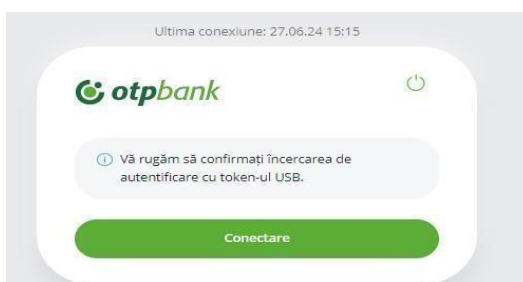 Ultima conexiune: 27.06.24 15:15
otpbank
Vă rugăm să confirmați încercarea de
autentificare cu token-ul USB.
Conectare